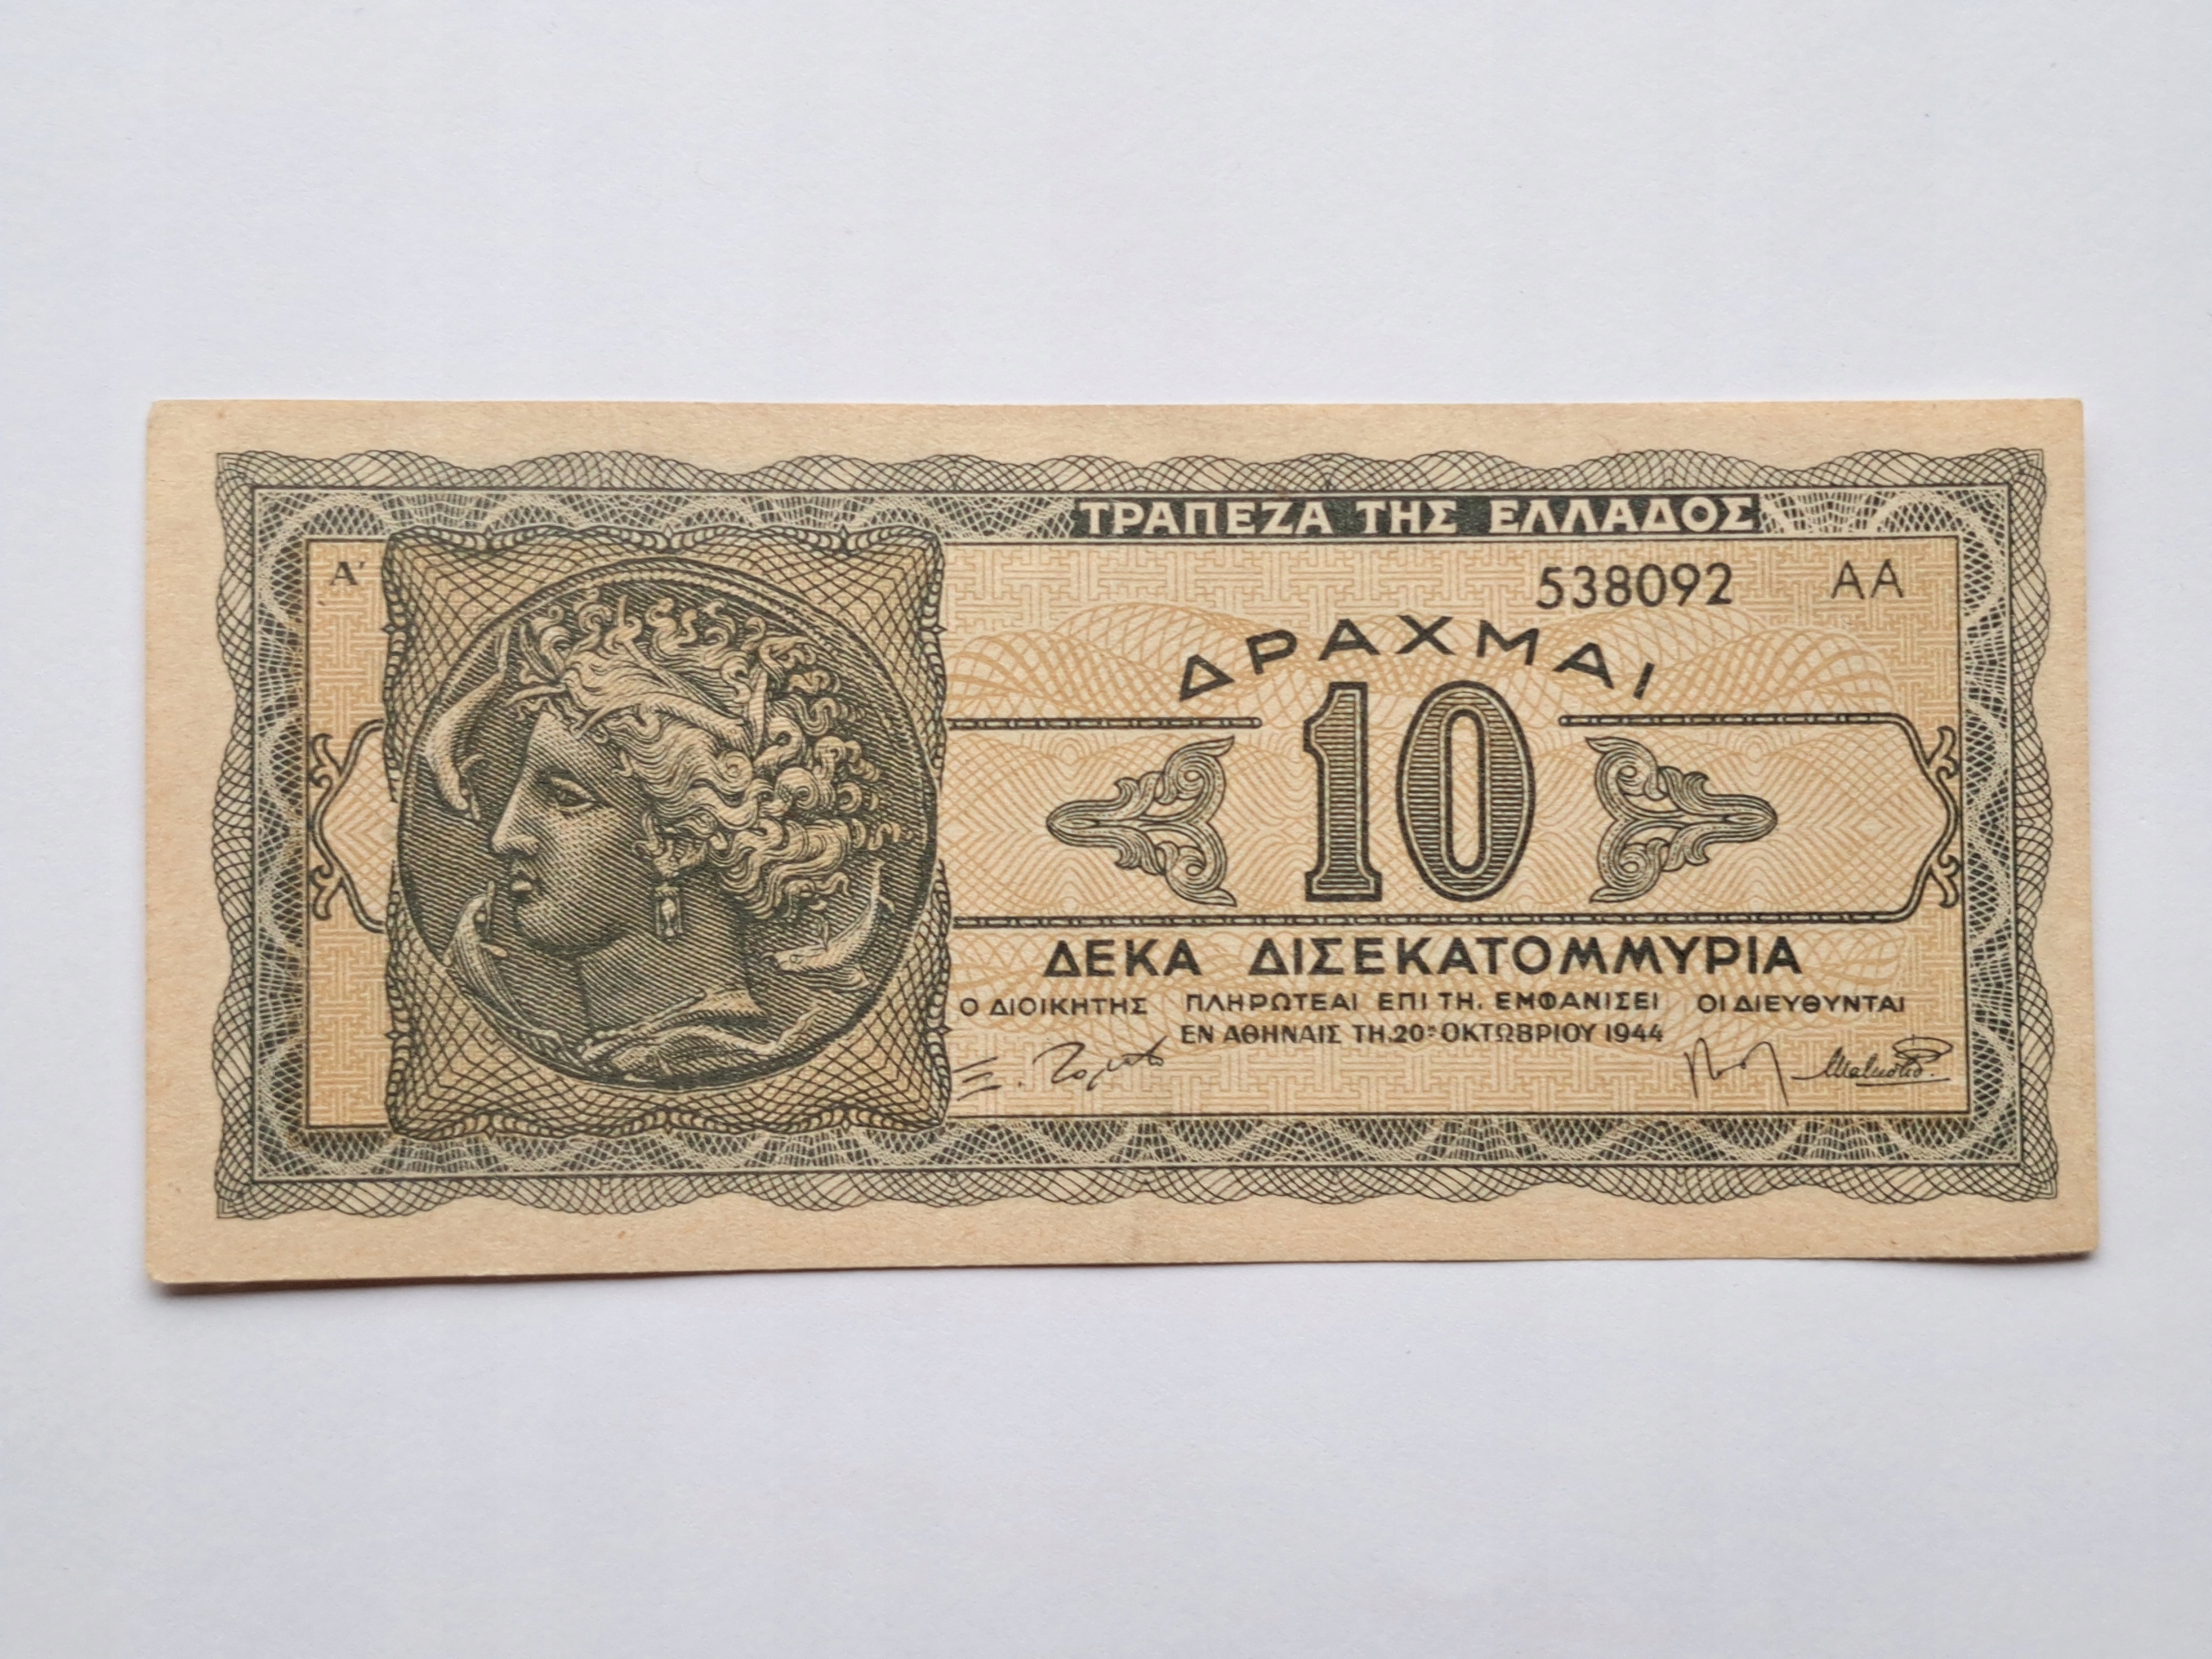 ΤΡΑΠΕΖΑ ΤΗΣ ΕΛΛΑΔΟΣ
Α' 538092 ΑΑ
ΔΡΑΧΜΑΙ
10
ΔΕΚΑ ΔΙΣΕΚΑΤΟΜΜΥΡΙΑ
Ο ΔΙΟΙΚΗΤΗΣ ΠΛΗΡΩΤΕΑΙ ΕΠΙ ΤΗ. ΕΜΦΑΝΙΣΕΙ ΟΙ ΔΙΕΥΘΥΝΤΑΙ
ΕΝ ΑΘΗΝΑΙΣ ΤΗ. 20ῌ ΟΚΤΩΒΡΙΟΥ 1944